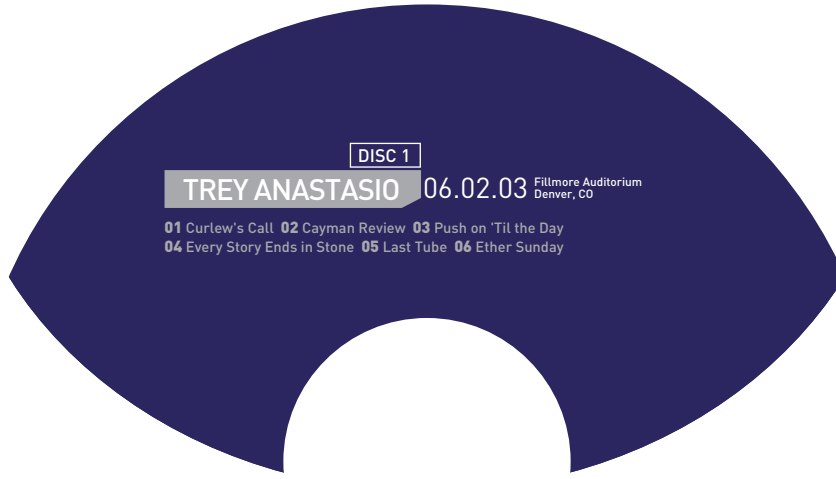 DISC 1
TREY ANASTASIO 06.02.03 Fillmore Auditorium
Denver, CO
01 Curlew's Call 02 Cayman Review 03 Push on 'Til the Day
04 Every Story Ends in Stone 05 Last Tube 06 Ether Sunday